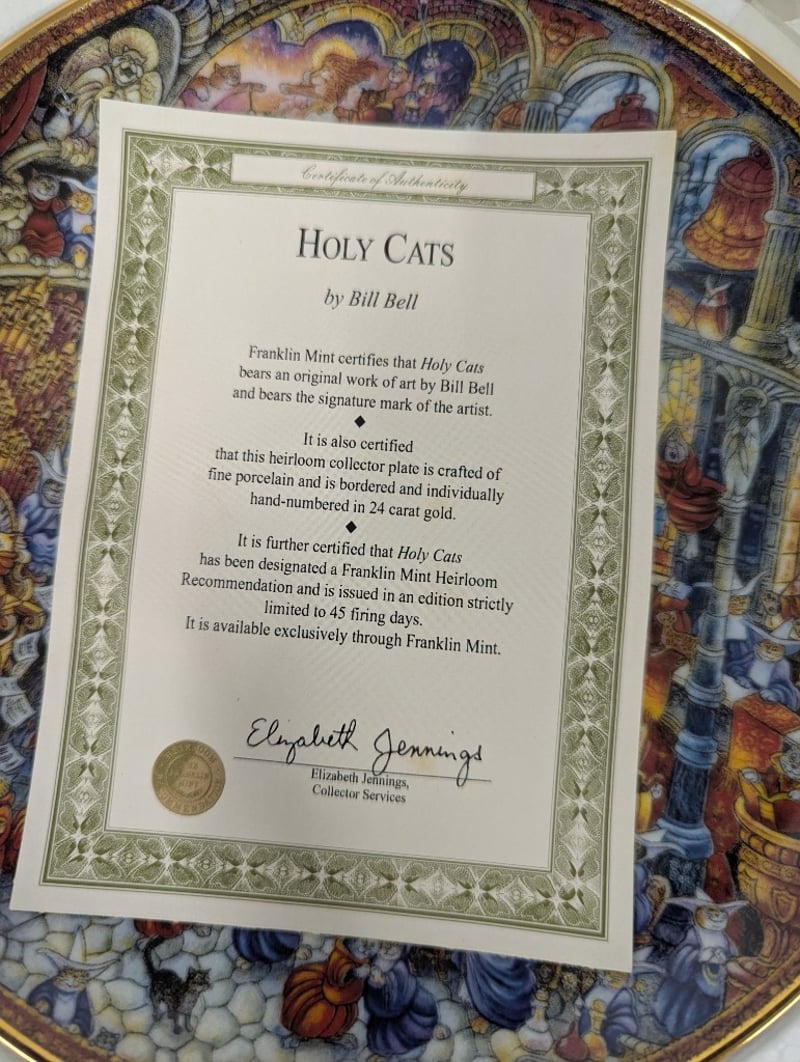 Certificate of Authenticity
HOLY CATS
by Bill Bell
Franklin Mint certifies that Holy Cats
bears an original work of art by Bill Bell
and bears the signature mark of the artist.
It is also certified
that this heirloom collector plate is crafted of
fine porcelain and is bordered and individually
hand-numbered in 24 carat gold.
It is further certified that Holy Cats
has been designated a Franklin Mint Heirloom
Recommendation and is issued in an edition strictly
limited to 45 firing days.
It is available exclusively through Franklin Mint.
Elizabeth Jennings
Elizabeth Jennings,
Collector Services
FRANKLIN
MINT